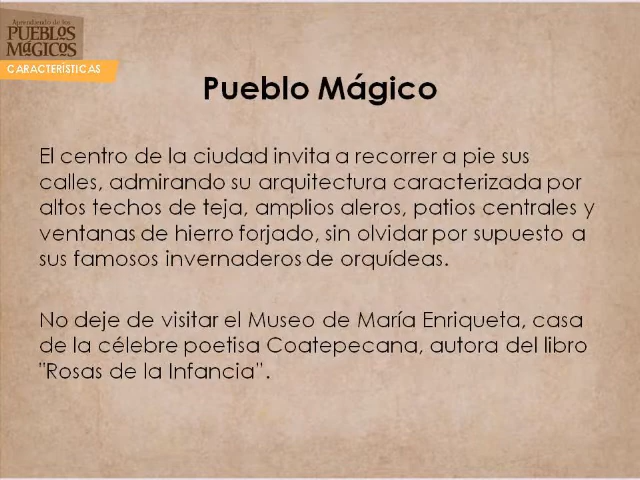 Aprendiendo de los
PUEBLOS
MáGICOS
CARACTERÍSTICAS
Pueblo Mágico
El centro de la ciudad invita a recorrer a pie sus
calles, admirando su arquitectura caracterizada por
altos techos de teja, amplios aleros, patios centrales y
ventanas de hierro forjado, sin olvidar por supuesto a
sus famosos invernaderos de orquídeas.
No deje de visitar el Museo de María Enriqueta, casa
de la célebre poetisa Coatepecana, autora del libro
"Rosas de la Infancia".